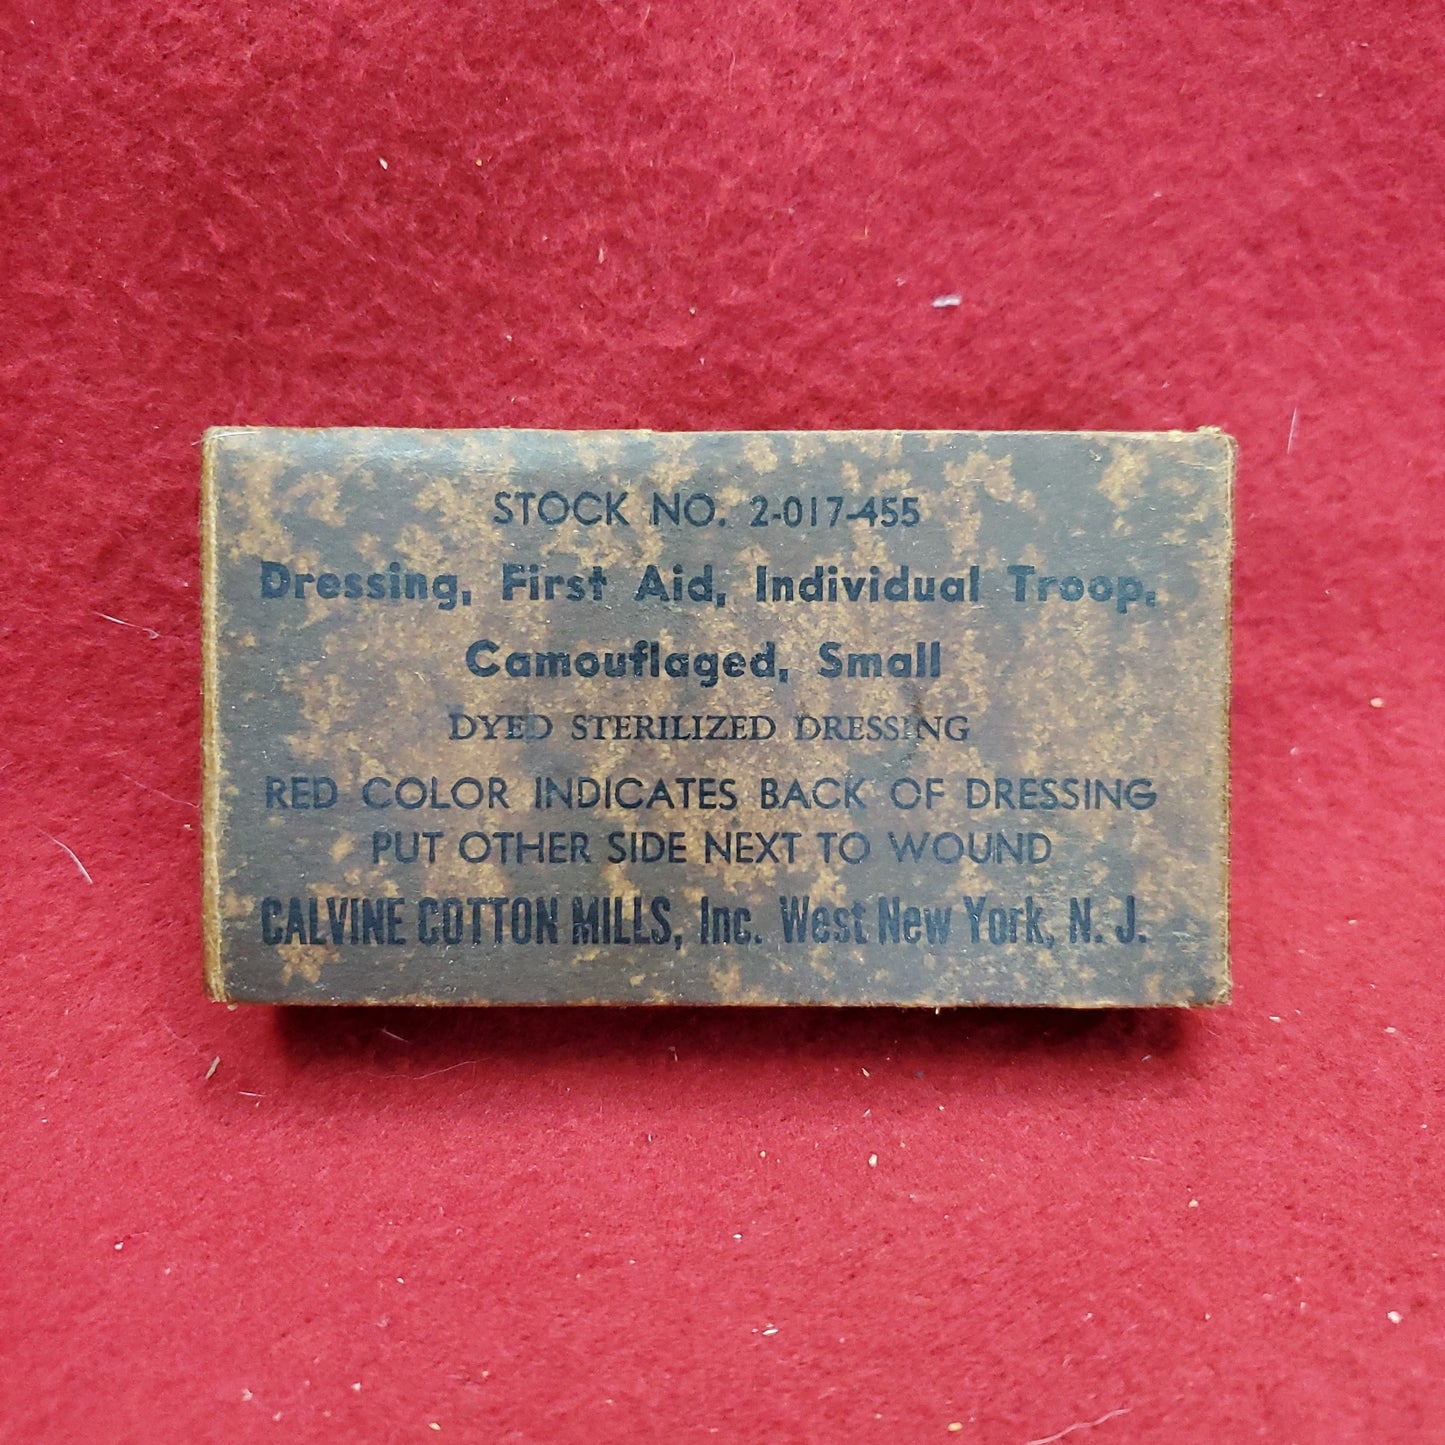 STOCK NO. 2-017-455
Dressing, First Aid, Individual Troop,
Camouflaged, Small
DYED STERILIZED DRESSING
RED COLOR INDICATES BACK OF DRESSING
PUT OTHER SIDE NEXT TO WOUND
CALVINE COTTON MILLS, Inc. West New York, N. J.